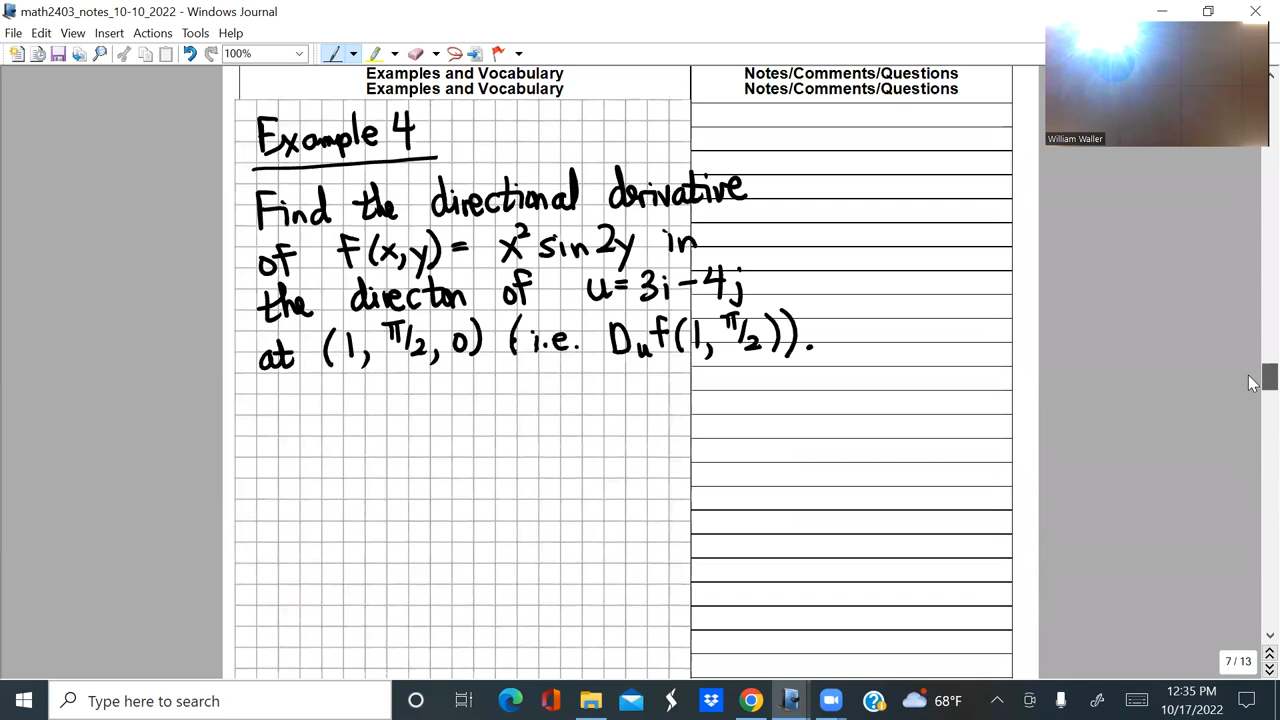 math2403_notes_10-10_2022 - Windows Journal
File Edit View Insert Actions Tools Help
100%
Examples and Vocabulary Notes/Comments/Questions
Examples and Vocabulary Notes/Comments/Questions
Example 4
Find the directional derivative
of f(x,y) = x² sin 2y in
the directon of u = 3i - 4j
at (1, π/2, 0) (i.e. Duf(1, π/2)).
William Waller
7 / 13
Type here to search
68°F
12:35 PM
10/17/2022